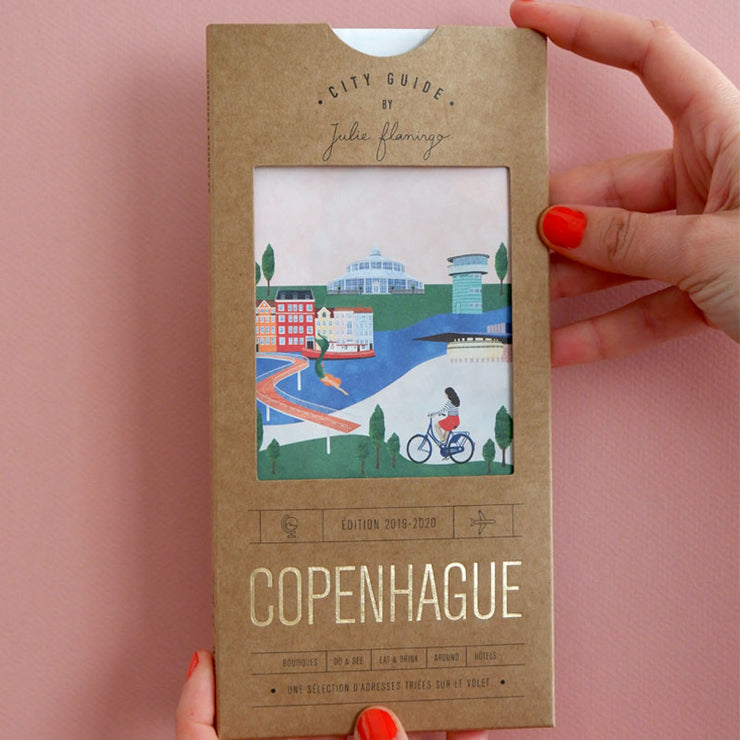 • CITY GUIDE •
BY
Julie flamingo
ÉDITION 2019-2020
COPENHAGUE
BOUTIQUES DO & SEE EAT & DRINK AROUND HÔTELS
• UNE SÉLECTION D'ADRESSES TRIÉES SUR LE VOLET •